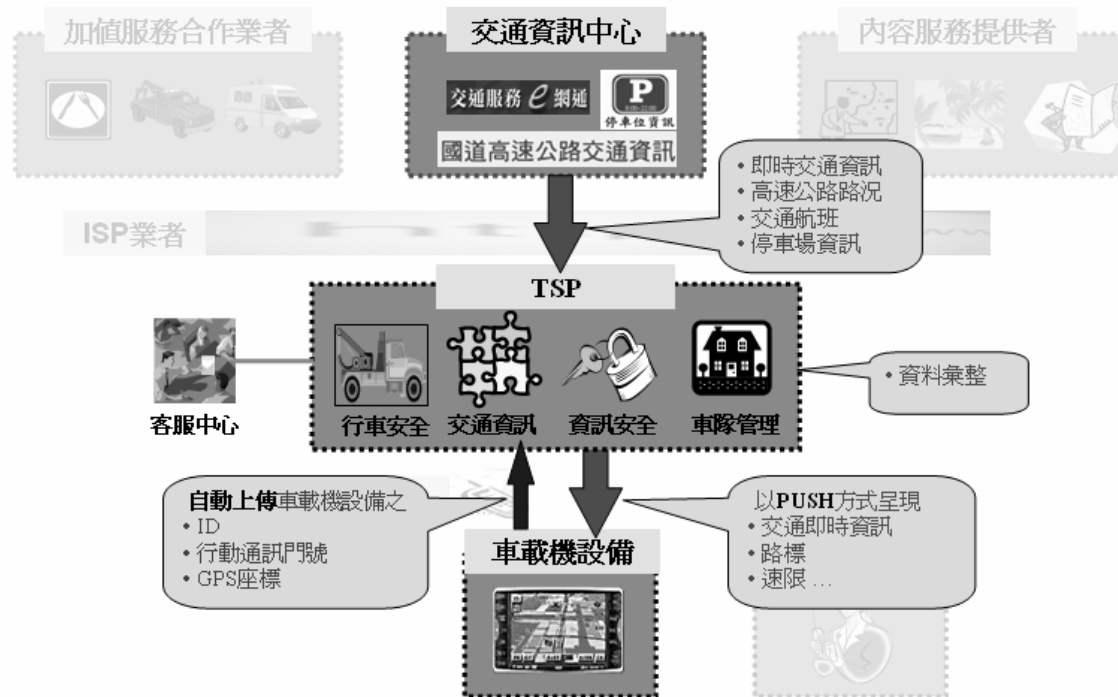 加值服務合作業者
交通資訊中心
內容服務提供者
交通服務 e 網通
P
8:00-22:00
停車位資訊
國道高速公路交通資訊
• 即時交通資訊
• 高速公路路況
• 交通航班
• 停車場資訊
ISP業者
TSP
客服中心
行車安全
交通資訊
資訊安全
車隊管理
• 資料彙整
自動上傳車載機設備之
• ID
• 行動通訊門號
• GPS座標
以PUSH方式呈現
• 交通即時資訊
• 路標
• 速限 ...
車載機設備